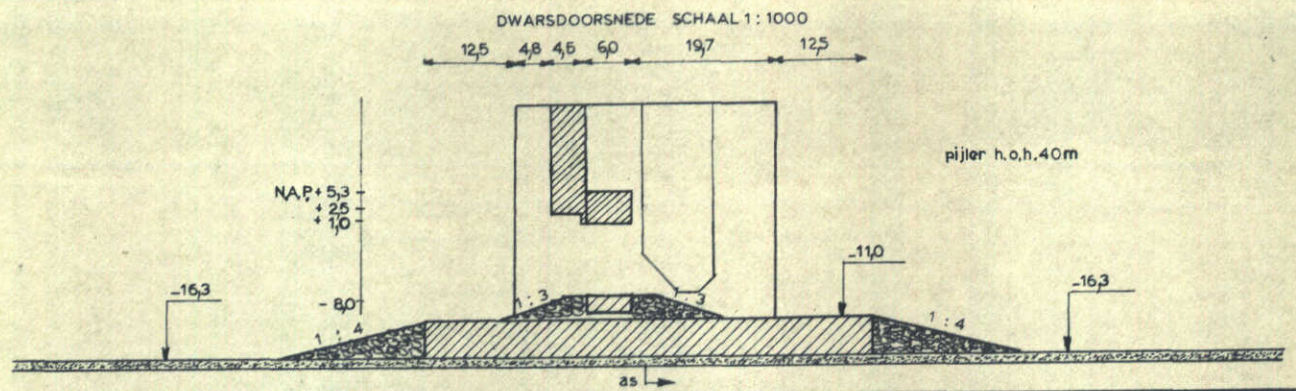 DWARSDOORSNEDE SCHAAL 1 : 1000
12,5 4,8 4,5 6,0 19,7 12,5
pijler h.o.h. 40m
N.A.P. + 5,3
+ 2,5
+ 1,0
-11,0
-16,3
- 8,0
1 : 3
1 : 3
-16,3
1 : 4
1 : 4
as